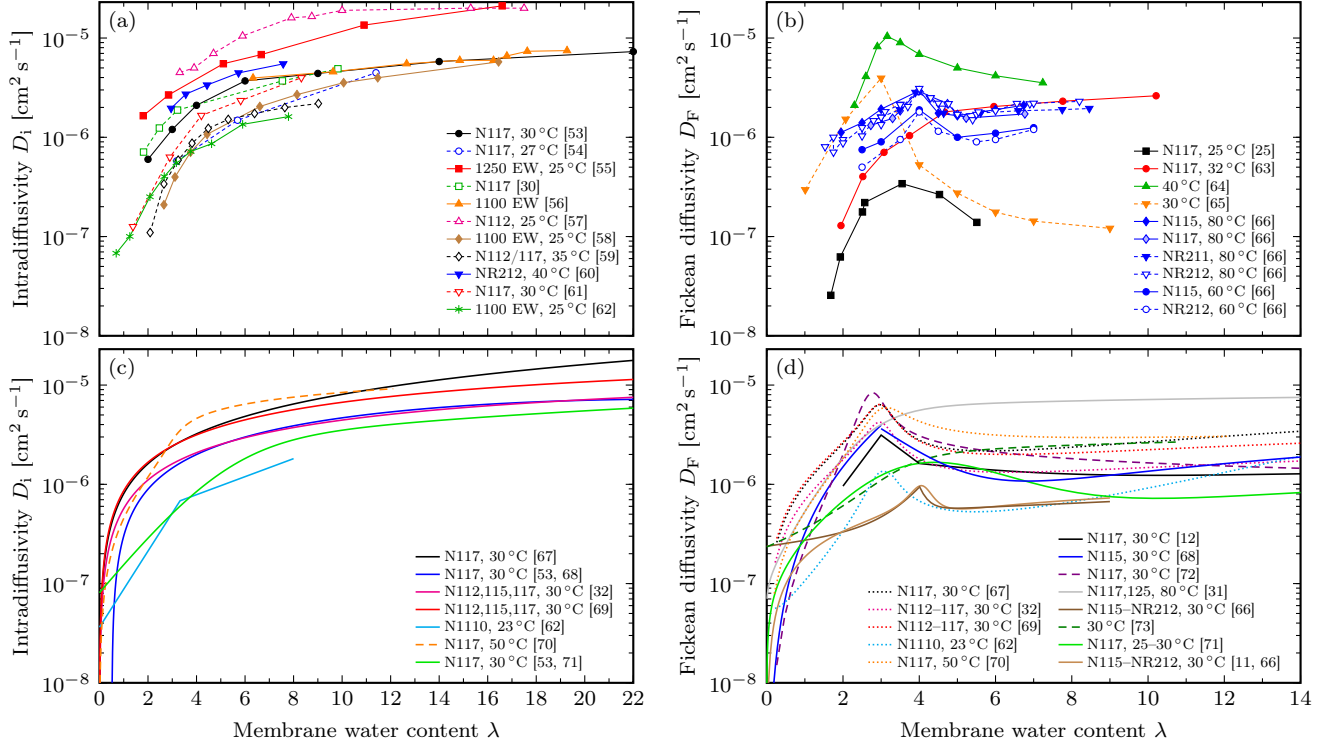 (a)
Intradiffusivity Dᵢ [cm² s⁻¹]
10⁻⁵
10⁻⁶
10⁻⁷
10⁻⁸
N117, 30 °C [53]
N117, 27 °C [54]
1250 EW, 25 °C [55]
N117 [30]
1100 EW [56]
N112, 25 °C [57]
1100 EW, 25 °C [58]
N112/117, 35 °C [59]
NR212, 40 °C [60]
N117, 30 °C [61]
1100 EW, 25 °C [62]
(b)
Fickean diffusivity D_F [cm² s⁻¹]
10⁻⁵
10⁻⁶
10⁻⁷
10⁻⁸
N117, 25 °C [25]
N117, 32 °C [63]
40 °C [64]
30 °C [65]
N115, 80 °C [66]
N117, 80 °C [66]
NR211, 80 °C [66]
NR212, 80 °C [66]
N115, 60 °C [66]
NR212, 60 °C [66]
(c)
Intradiffusivity Dᵢ [cm² s⁻¹]
10⁻⁵
10⁻⁶
10⁻⁷
10⁻⁸
N117, 30 °C [67]
N117, 30 °C [53, 68]
N112,115,117, 30 °C [32]
N112,115,117, 30 °C [69]
N1110, 23 °C [62]
N117, 50 °C [70]
N117, 30 °C [53, 71]
0 2 4 6 8 10 12 14 16 18 20 22
Membrane water content λ
(d)
Fickean diffusivity D_F [cm² s⁻¹]
10⁻⁵
10⁻⁶
10⁻⁷
10⁻⁸
N117, 30 °C [67]
N112–117, 30 °C [32]
N112–117, 30 °C [69]
N1110, 23 °C [62]
N117, 50 °C [70]
N117, 30 °C [12]
N115, 30 °C [68]
N117, 30 °C [72]
N117,125, 80 °C [31]
N115–NR212, 30 °C [66]
30 °C [73]
N117, 25–30 °C [71]
N115–NR212, 30 °C [11, 66]
0 2 4 6 8 10 12 14
Membrane water content λ